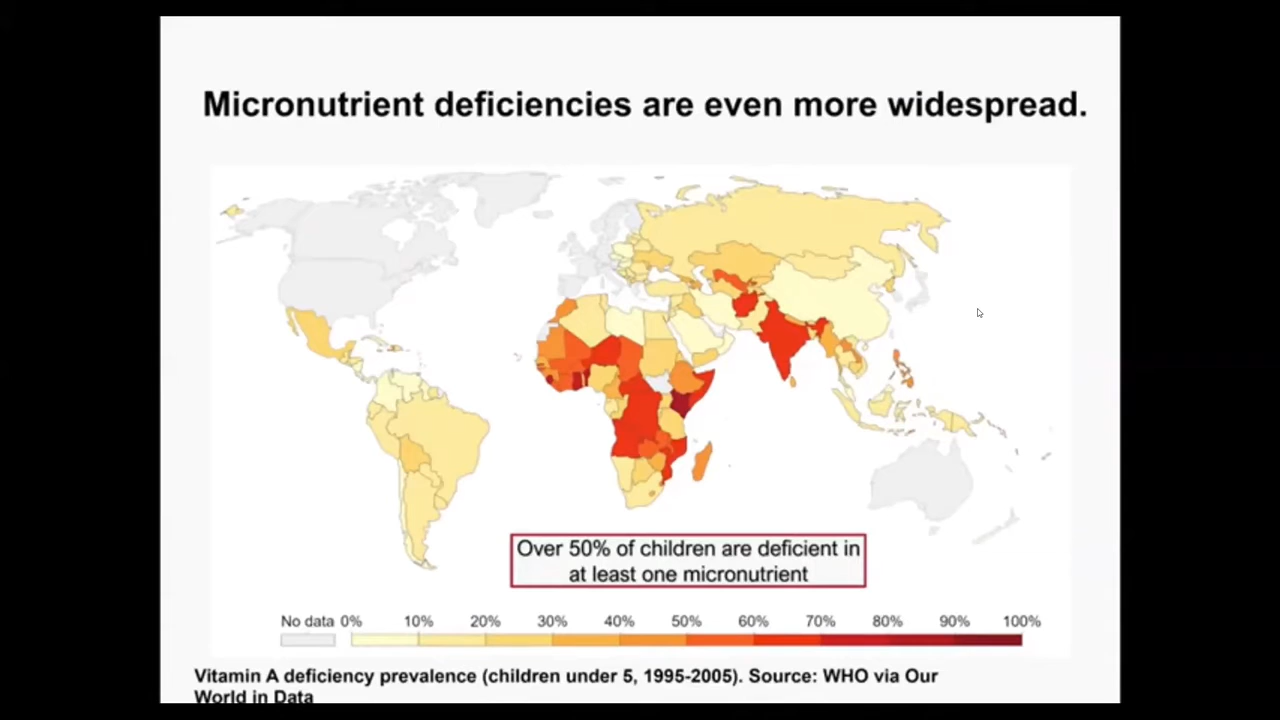 Micronutrient deficiencies are even more widespread.
Over 50% of children are deficient in
at least one micronutrient
No data 0% 10% 20% 30% 40% 50% 60% 70% 80% 90% 100%
Vitamin A deficiency prevalence (children under 5, 1995-2005). Source: WHO via Our
World in Data